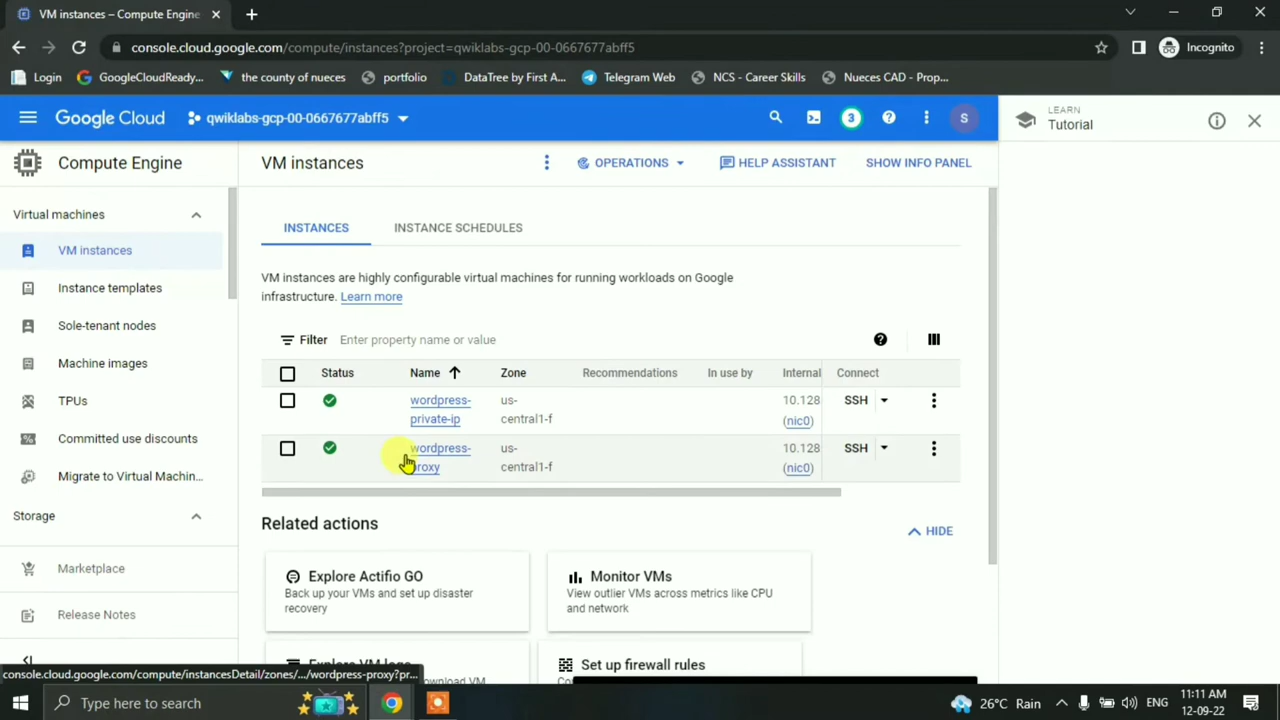 VM instances – Compute Engine
console.cloud.google.com/compute/instances?project=qwiklabs-gcp-00-0667677abff5
Incognito
Login
GoogleCloudReady...
the county of nueces
portfolio
DataTree by First A...
Telegram Web
NCS - Career Skills
Nueces CAD - Prop...
Google Cloud
qwiklabs-gcp-00-0667677abff5
3
S
LEARN
Tutorial
Compute Engine
VM instances
OPERATIONS
HELP ASSISTANT
SHOW INFO PANEL
Virtual machines
VM instances
Instance templates
Sole-tenant nodes
Machine images
TPUs
Committed use discounts
Migrate to Virtual Machin...
Storage
Marketplace
Release Notes
INSTANCES
INSTANCE SCHEDULES
VM instances are highly configurable virtual machines for running workloads on Google
infrastructure. Learn more
Filter Enter property name or value
Status Name Zone Recommendations In use by Internal Connect
wordpress-
private-ip
us-
central1-f
10.128
(nic0)
SSH
wordpress-
proxy
us-
central1-f
10.128
(nic0)
SSH
Related actions
HIDE
Explore Actifio GO
Back up your VMs and set up disaster
recovery
Monitor VMs
View outlier VMs across metrics like CPU
and network
Explore VM logs
Set up firewall rules
console.cloud.google.com/compute/instancesDetail/zones/.../wordpress-proxy?pr...
Type here to search
26°C Rain
ENG
11:11 AM
12-09-22